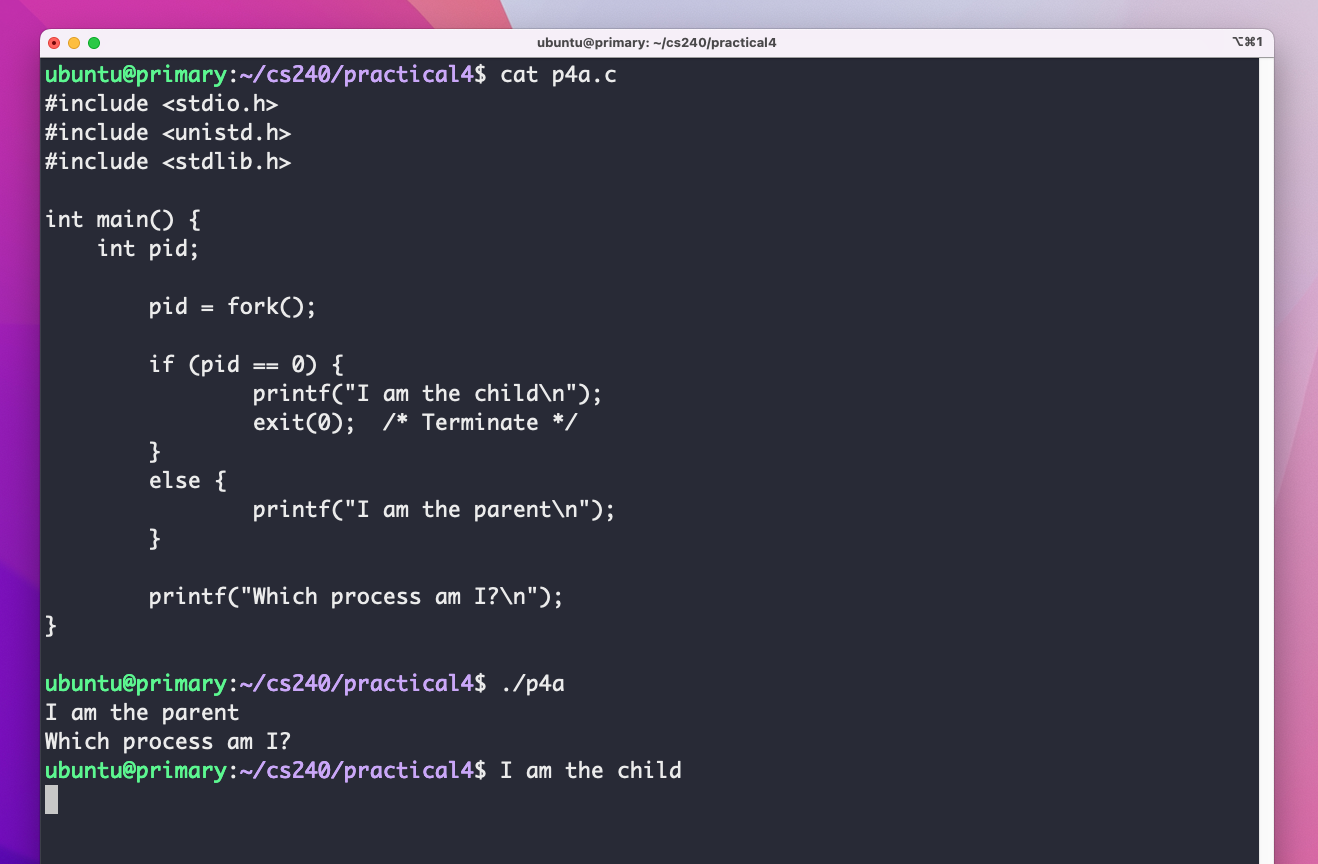 ubuntu@primary: ~/cs240/practical4
⌥⌘1
ubuntu@primary:~/cs240/practical4$ cat p4a.c
#include <stdio.h>
#include <unistd.h>
#include <stdlib.h>

int main() {
    int pid;

        pid = fork();

        if (pid == 0) {
                printf("I am the child\n");
                exit(0);  /* Terminate */
        }
        else {
                printf("I am the parent\n");
        }

        printf("Which process am I?\n");
}

ubuntu@primary:~/cs240/practical4$ ./p4a
I am the parent
Which process am I?
ubuntu@primary:~/cs240/practical4$ I am the child